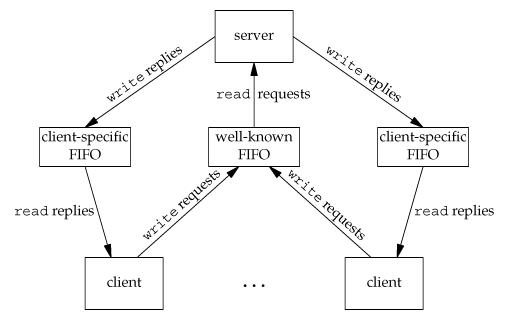 server
write replies
write replies
read requests
client-specific
FIFO
well-known
FIFO
client-specific
FIFO
read replies
write requests
write requests
read replies
client
...
client